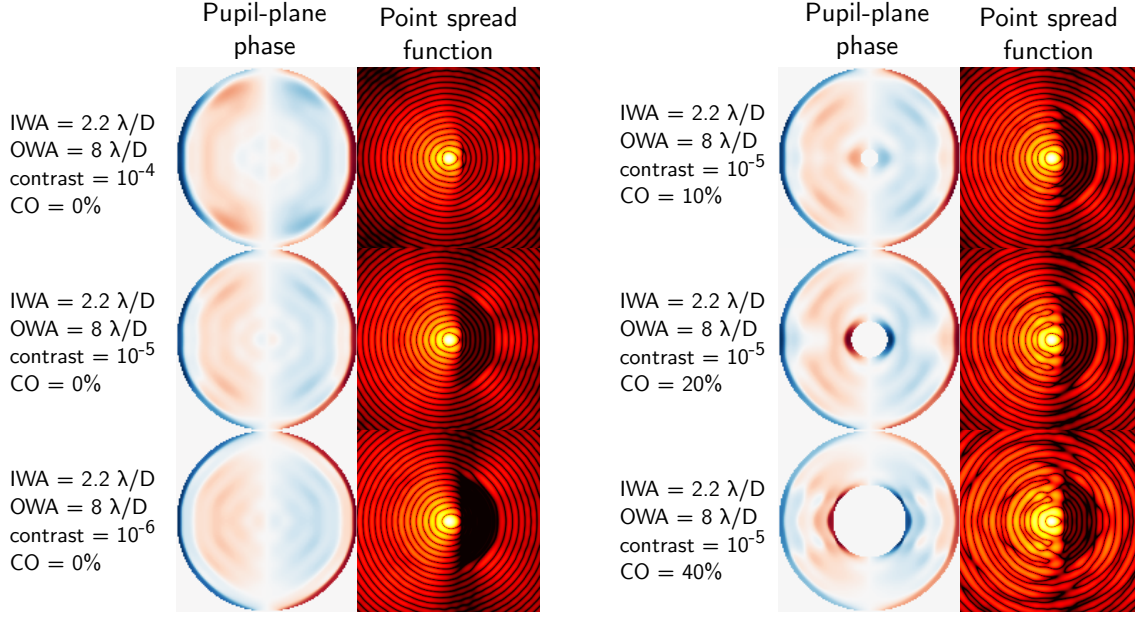 Pupil-plane
phase
Point spread
function
IWA = 2.2 λ/D
OWA = 8 λ/D
contrast = 10⁻⁴
CO = 0%
IWA = 2.2 λ/D
OWA = 8 λ/D
contrast = 10⁻⁵
CO = 0%
IWA = 2.2 λ/D
OWA = 8 λ/D
contrast = 10⁻⁶
CO = 0%
Pupil-plane
phase
Point spread
function
IWA = 2.2 λ/D
OWA = 8 λ/D
contrast = 10⁻⁵
CO = 10%
IWA = 2.2 λ/D
OWA = 8 λ/D
contrast = 10⁻⁵
CO = 20%
IWA = 2.2 λ/D
OWA = 8 λ/D
contrast = 10⁻⁵
CO = 40%